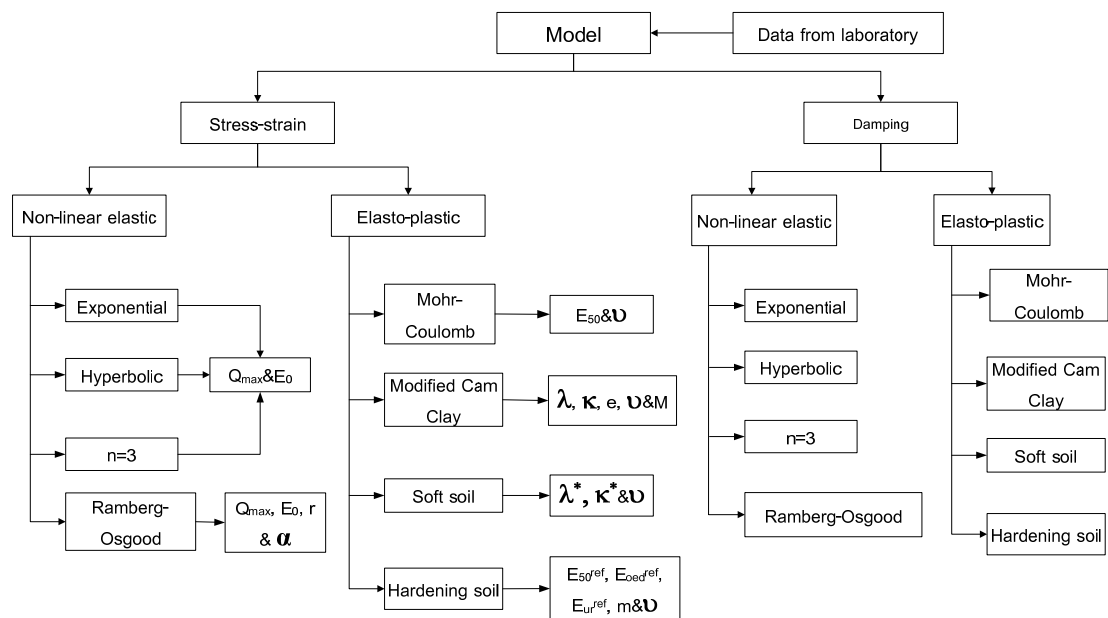 Model
Data from laboratory
Stress-strain
Damping
Non-linear elastic
Elasto-plastic
Non-linear elastic
Elasto-plastic
Exponential
Hyperbolic
n=3
Ramberg-
Osgood
Qmax&E0
Qmax, E0, r
& α
Mohr-
Coulomb
E50&υ
Modified Cam
Clay
λ, κ, e, υ&M
Soft soil
λ*, κ*&υ
Hardening soil
E50ref, Eoedref,
Eurref, m&υ
Exponential
Hyperbolic
n=3
Ramberg-Osgood
Mohr-
Coulomb
Modified Cam
Clay
Soft soil
Hardening soil